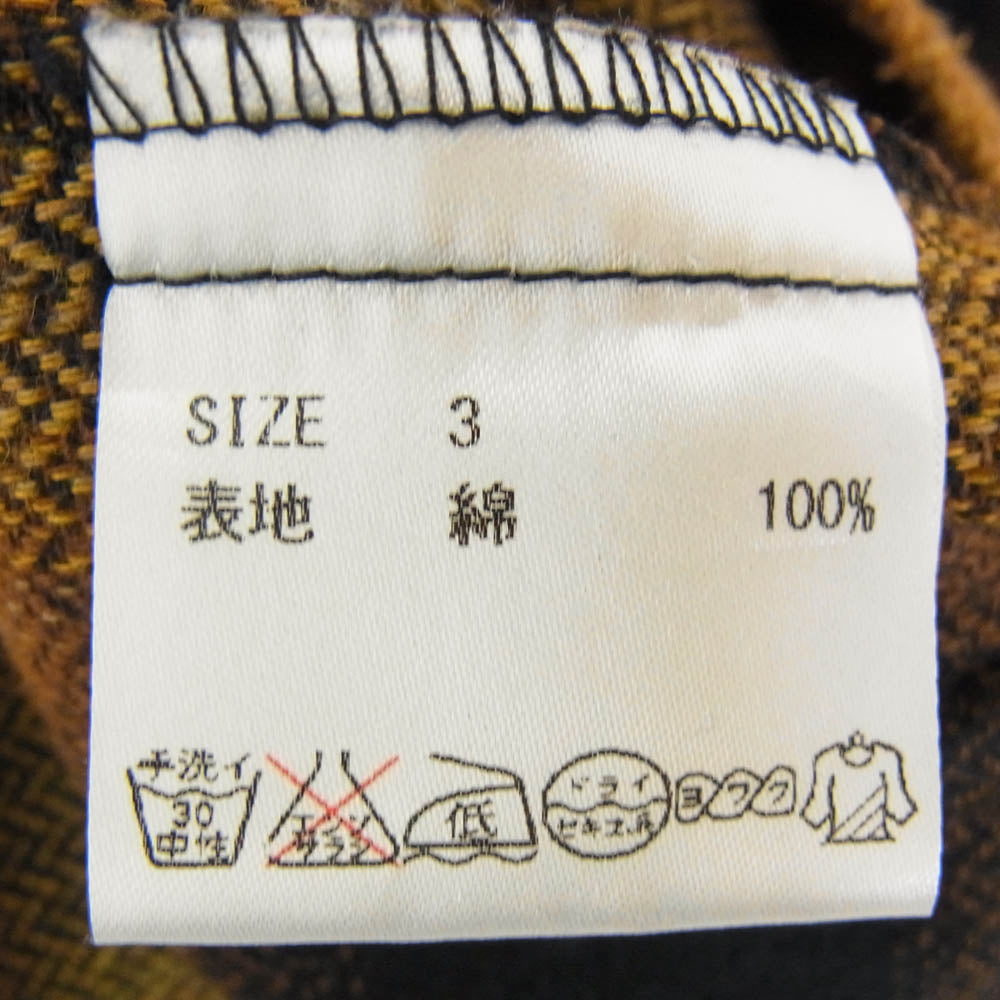 SIZE 3
表地 綿 100%
手洗イ
30
中性
エンソ
サラシ
低
ドライ
セキユ系
ヨワク